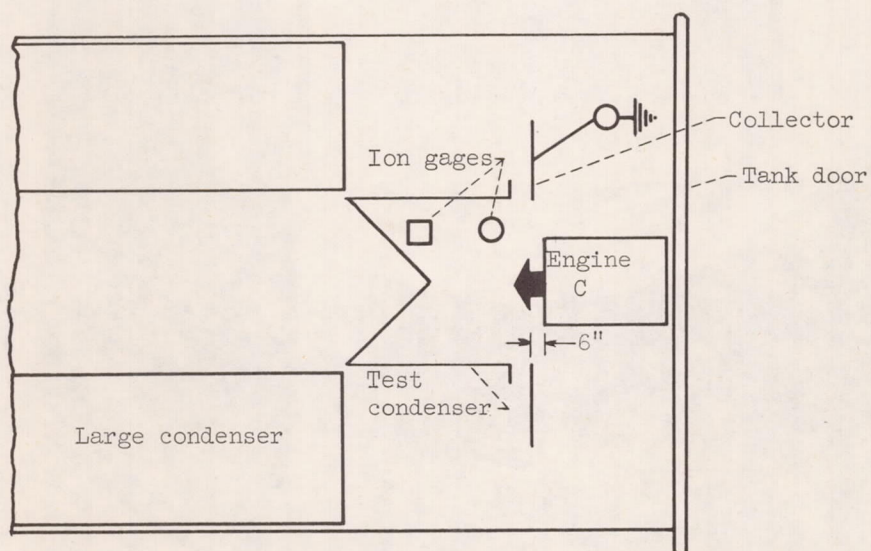 Collector
Ion gages
Tank door
Engine
C
6"
Test
condenser
Large condenser